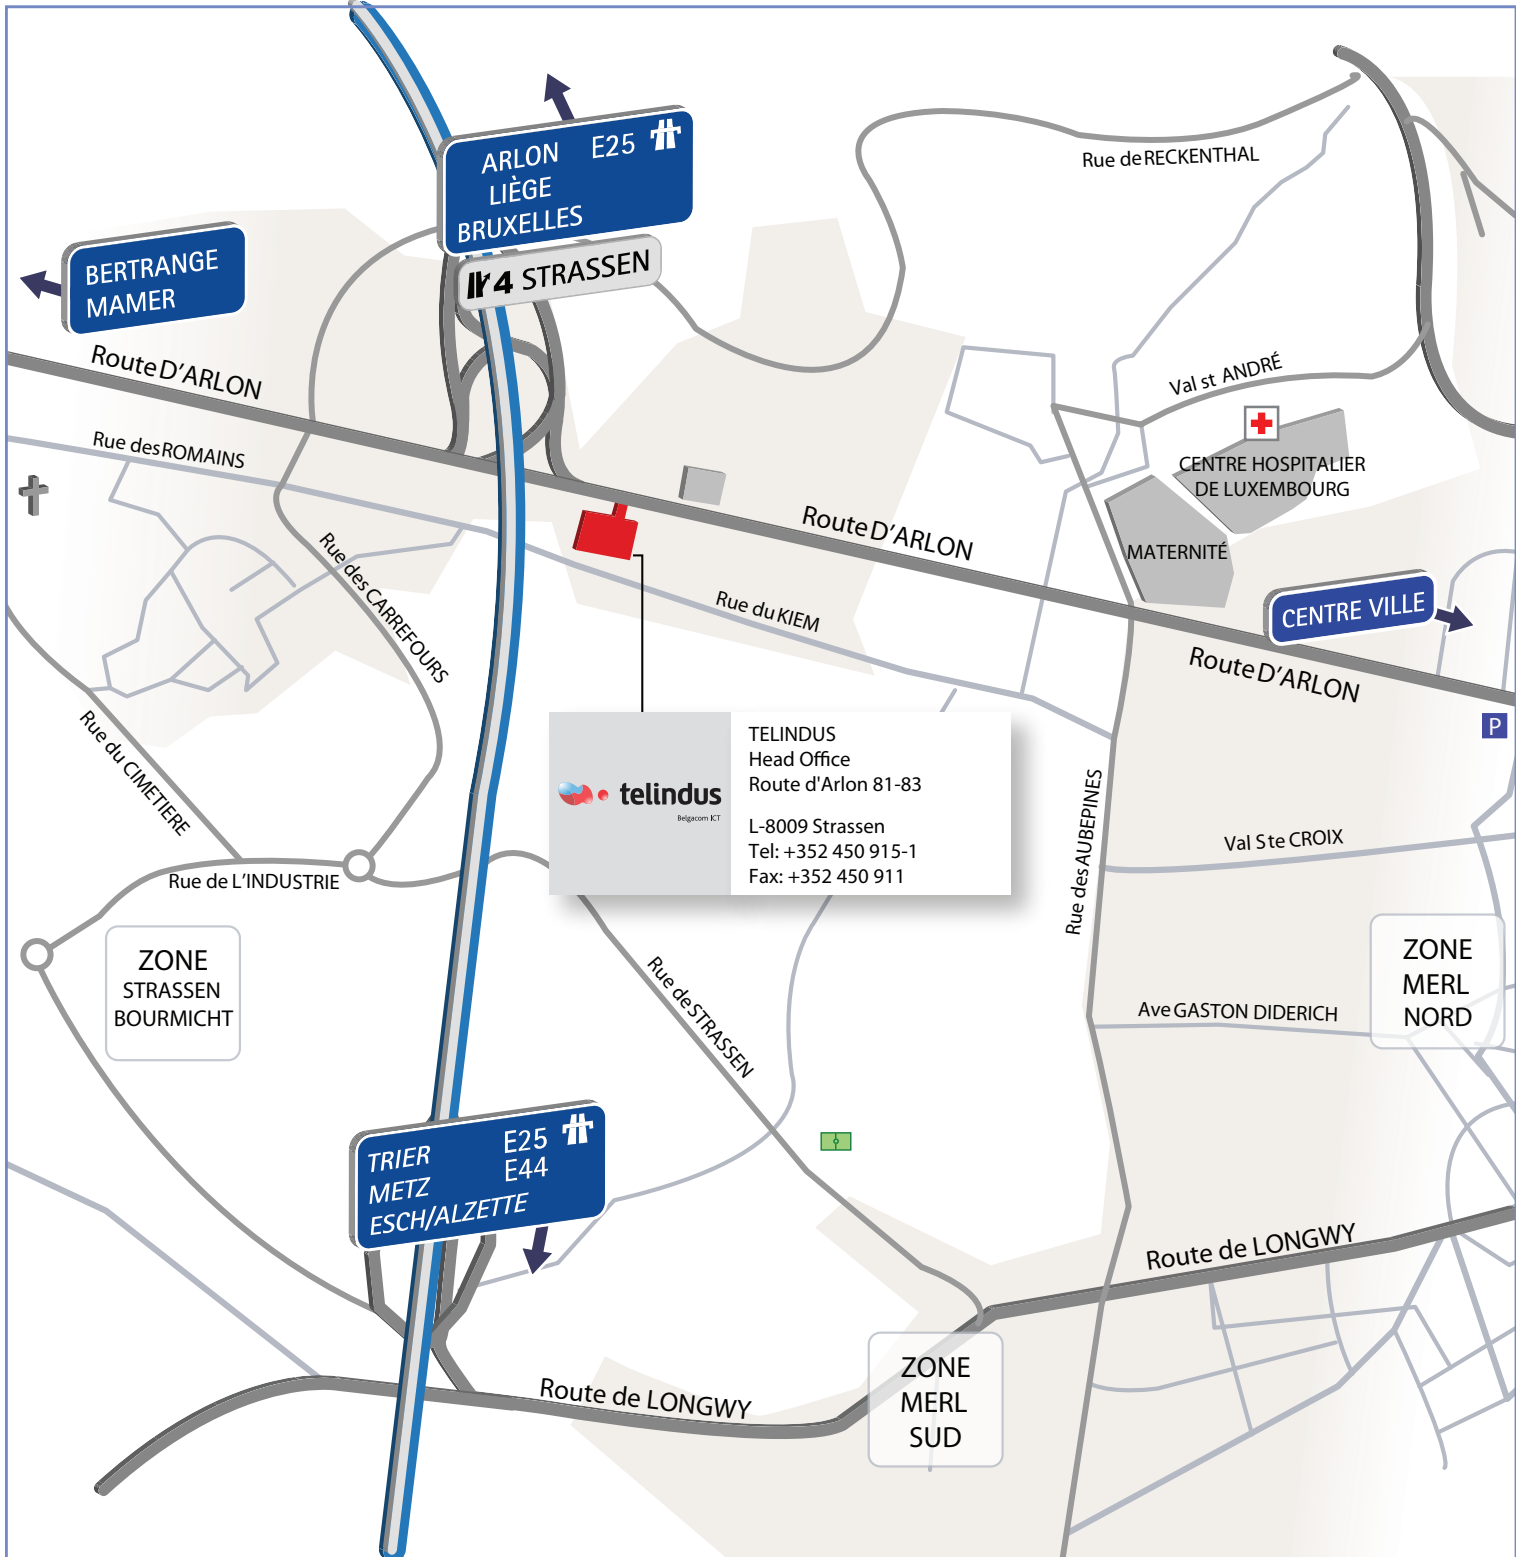 ARLON E25
LIÈGE
BRUXELLES
4 STRASSEN
BERTRANGE
MAMER
Rue de RECKENTHAL
Route D'ARLON
Rue des ROMAINS
Val st ANDRÉ
CENTRE HOSPITALIER
DE LUXEMBOURG
MATERNITÉ
Route D'ARLON
CENTRE VILLE
Route D'ARLON
Rue des CARREFOURS
Rue du KIEM
Rue du CIMETIERE
P
telindus
Belgacom ICT
TELINDUS
Head Office
Route d'Arlon 81-83
L-8009 Strassen
Tel: +352 450 915-1
Fax: +352 450 911
Rue des AUBEPINES
Val Ste CROIX
Rue de L'INDUSTRIE
ZONE
STRASSEN
BOURMICHT
Rue de STRASSEN
ZONE
MERL
NORD
Ave GASTON DIDERICH
TRIER E25
METZ E44
ESCH/ALZETTE
Route de LONGWY
Route de LONGWY
ZONE
MERL
SUD